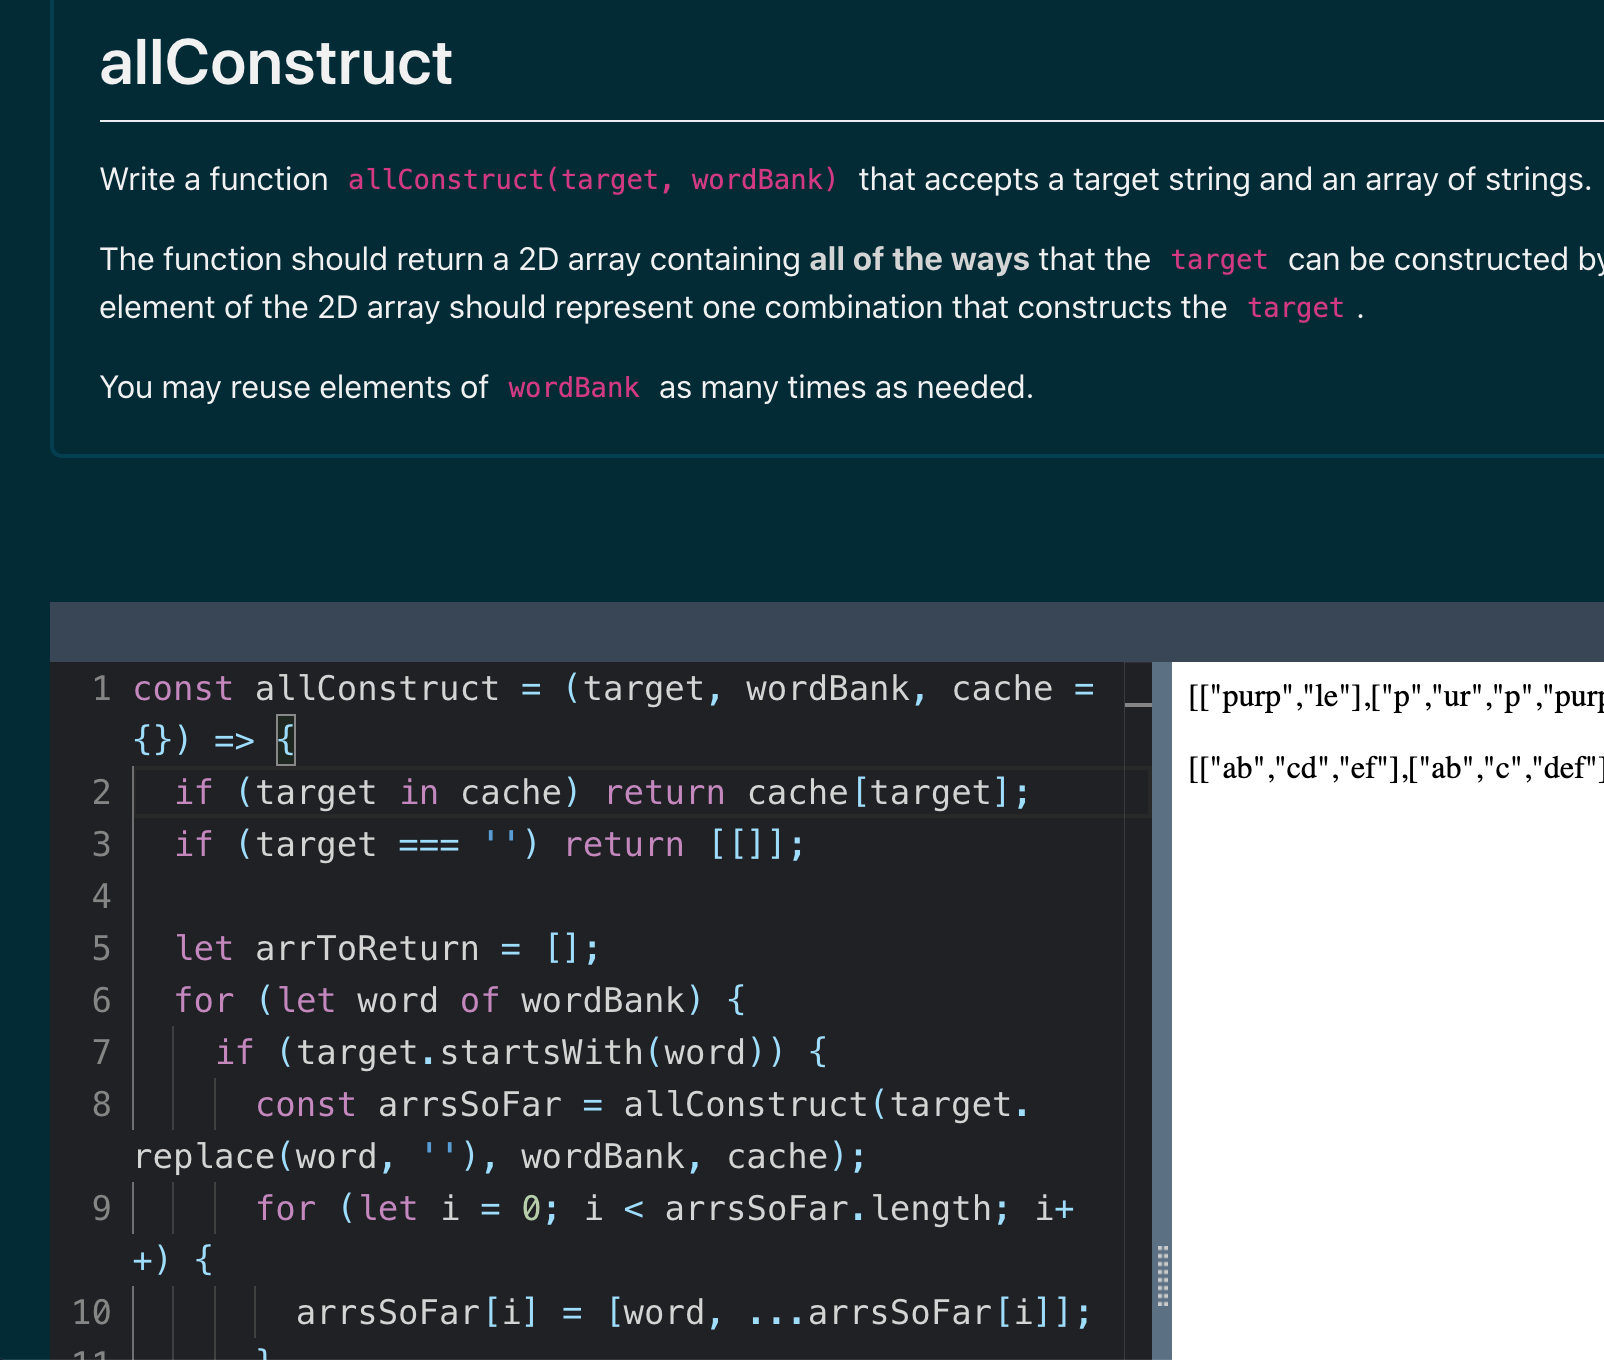 allConstruct
Write a function allConstruct(target, wordBank) that accepts a target string and an array of strings.
The function should return a 2D array containing all of the ways that the target can be constructed by
element of the 2D array should represent one combination that constructs the target .
You may reuse elements of wordBank as many times as needed.
1 const allConstruct = (target, wordBank, cache =
{}) => {
2 if (target in cache) return cache[target];
3 if (target === '') return [[]];
4
5 let arrToReturn = [];
6 for (let word of wordBank) {
7 if (target.startsWith(word)) {
8 const arrsSoFar = allConstruct(target.
replace(word, ''), wordBank, cache);
9 for (let i = 0; i < arrsSoFar.length; i+
+) {
10 arrsSoFar[i] = [word, ...arrsSoFar[i]];
11 }
[["purp","le"],["p","ur","p","purp
[["ab","cd","ef"],["ab","c","def"]